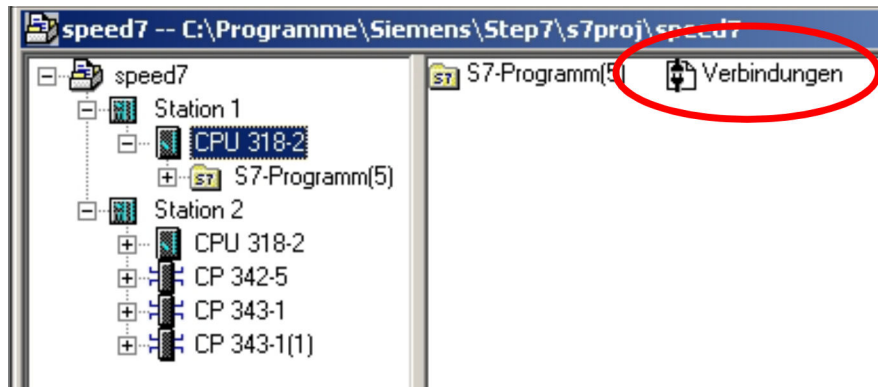 speed7 -- C:\Programme\Siemens\Step7\s7proj\speed7
speed7
Station 1
CPU 318-2
S7-Programm(5)
Station 2
CPU 318-2
CP 342-5
CP 343-1
CP 343-1(1)
S7-Programm(5) Verbindungen